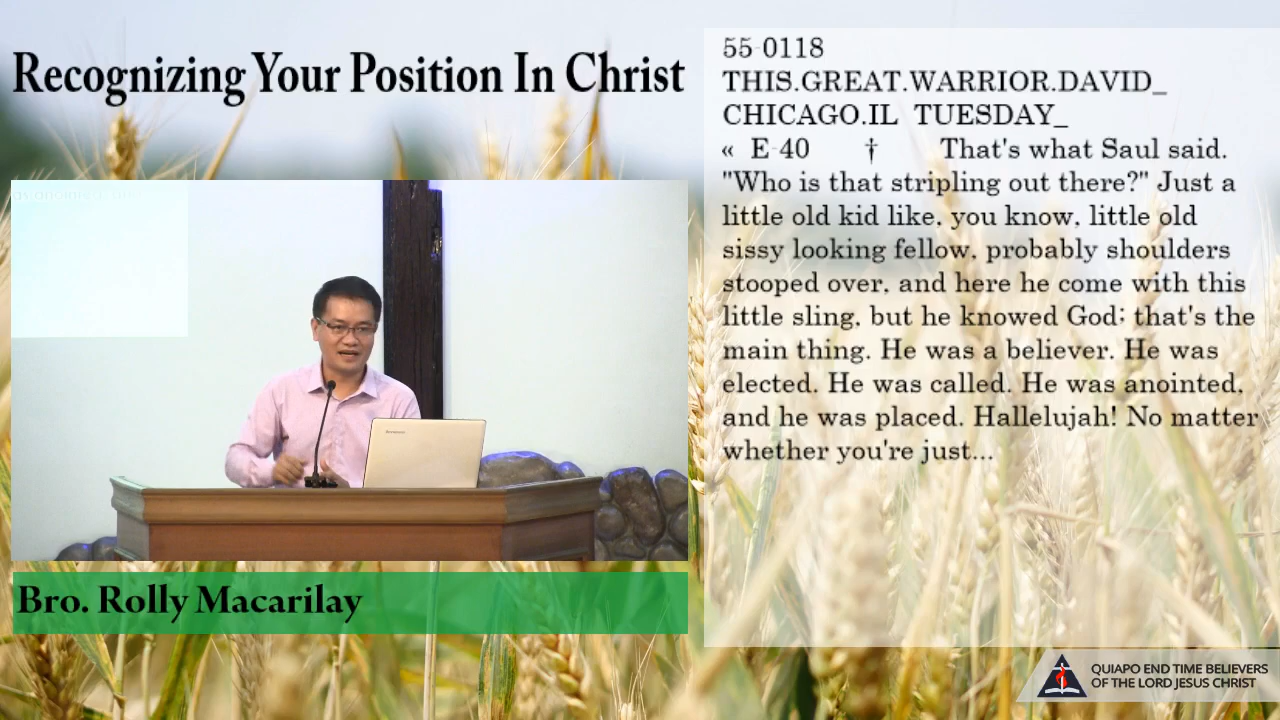 Recognizing Your Position In Christ
55-0118
THIS.GREAT.WARRIOR.DAVID_
CHICAGO.IL TUESDAY_
« E-40 † That's what Saul said.
"Who is that stripling out there?" Just a
little old kid like, you know, little old
sissy looking fellow, probably shoulders
stooped over, and here he come with this
little sling, but he knowed God; that's the
main thing. He was a believer. He was
elected. He was called. He was anointed,
and he was placed. Hallelujah! No matter
whether you're just...
Bro. Rolly Macarilay
QUIAPO END TIME BELIEVERS
OF THE LORD JESUS CHRIST